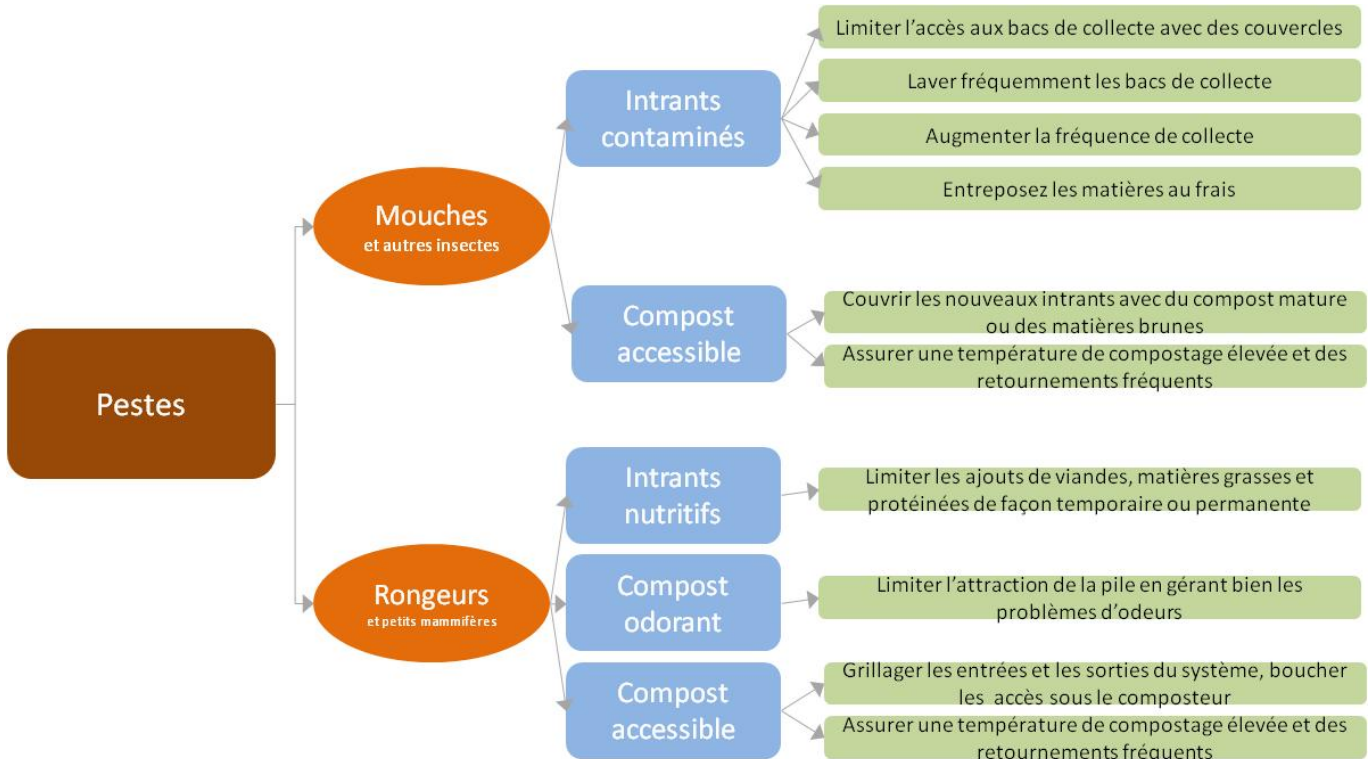 Pestes
Mouches
et autres insectes
Intrants
contaminés
Limiter l'accès aux bacs de collecte avec des couvercles
Laver fréquemment les bacs de collecte
Augmenter la fréquence de collecte
Entreposez les matières au frais
Compost
accessible
Couvrir les nouveaux intrants avec du compost mature
ou des matières brunes
Assurer une température de compostage élevée et des
retournements fréquents
Rongeurs
et petits mammifères
Intrants
nutritifs
Limiter les ajouts de viandes, matières grasses et
protéinées de façon temporaire ou permanente
Compost
odorant
Limiter l'attraction de la pile en gérant bien les
problèmes d'odeurs
Compost
accessible
Grillager les entrées et les sorties du système, boucher
les accès sous le composteur
Assurer une température de compostage élevée et des
retournements fréquents